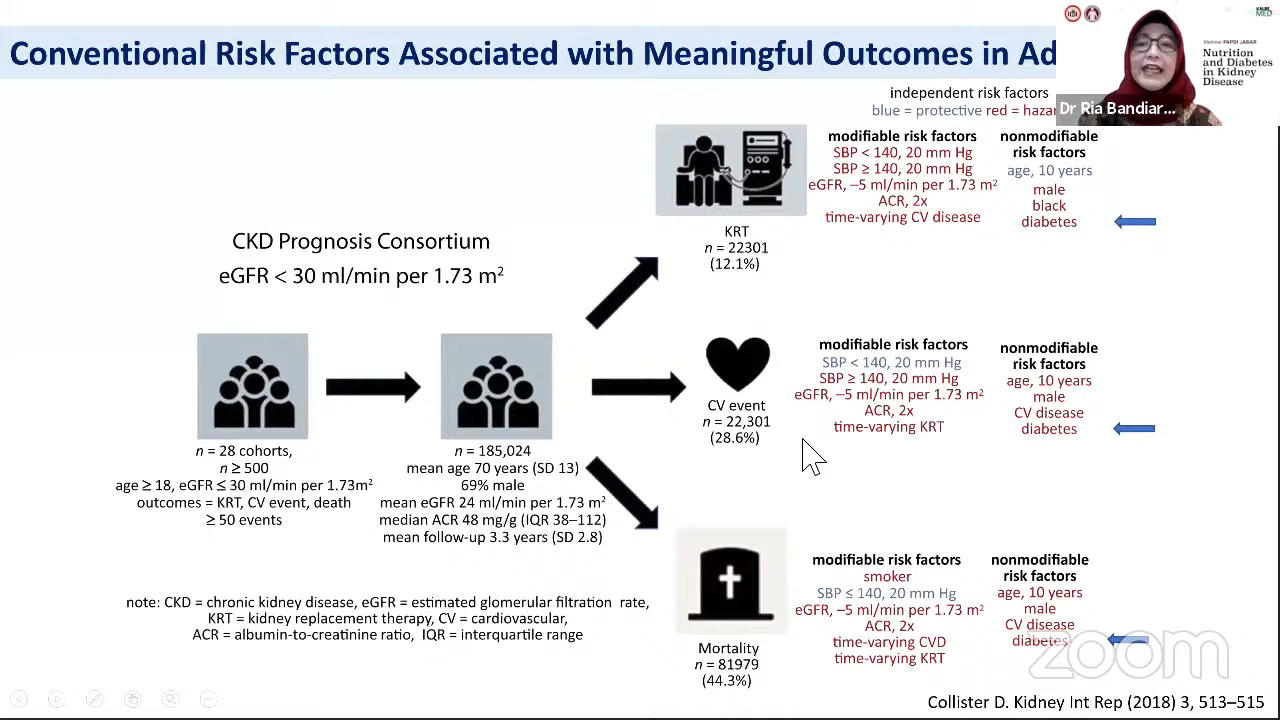 Conventional Risk Factors Associated with Meaningful Outcomes in Ad
KALBE
MED
Webinar PAPDI JABAR
Nutrition
and Diabetes
in Kidney
Disease
Dr Ria Bandiar...
independent risk factors
blue = protective red = hazar
CKD Prognosis Consortium
eGFR < 30 ml/min per 1.73 m²
n = 28 cohorts,
n ≥ 500
age ≥ 18, eGFR ≤ 30 ml/min per 1.73m²
outcomes = KRT, CV event, death
≥ 50 events
n = 185,024
mean age 70 years (SD 13)
69% male
mean eGFR 24 ml/min per 1.73 m²
median ACR 48 mg/g (IQR 38–112)
mean follow-up 3.3 years (SD 2.8)
KRT
n = 22301
(12.1%)
modifiable risk factors
SBP < 140, 20 mm Hg
SBP ≥ 140, 20 mm Hg
eGFR, –5 ml/min per 1.73 m²
ACR, 2x
time-varying CV disease
nonmodifiable
risk factors
age, 10 years
male
black
diabetes
CV event
n = 22,301
(28.6%)
modifiable risk factors
SBP < 140, 20 mm Hg
SBP ≥ 140, 20 mm Hg
eGFR, –5 ml/min per 1.73 m²
ACR, 2x
time-varying KRT
nonmodifiable
risk factors
age, 10 years
male
CV disease
diabetes
Mortality
n = 81979
(44.3%)
modifiable risk factors
smoker
SBP ≤ 140, 20 mm Hg
eGFR, –5 ml/min per 1.73 m²
ACR, 2x
time-varying CVD
time-varying KRT
nonmodifiable
risk factors
age, 10 years
male
CV disease
diabetes
note: CKD = chronic kidney disease, eGFR = estimated glomerular filtration rate,
KRT = kidney replacement therapy, CV = cardiovascular,
ACR = albumin-to-creatinine ratio, IQR = interquartile range
zoom
Collister D. Kidney Int Rep (2018) 3, 513–515